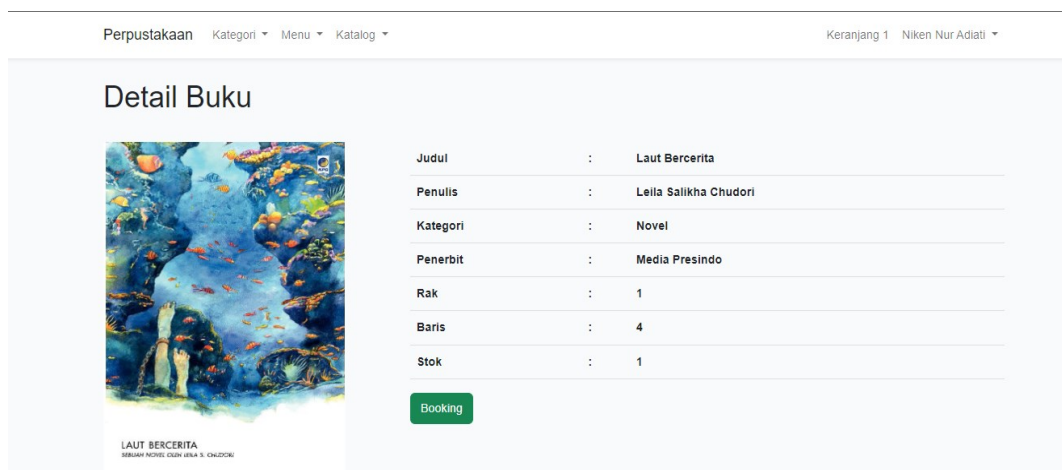 Perpustakaan Kategori Menu Katalog Keranjang 1 Niken Nur Adiati
Detail Buku
Judul : Laut Bercerita
Penulis : Leila Salikha Chudori
Kategori : Novel
Penerbit : Media Presindo
Rak : 1
Baris : 4
Stok : 1
Booking
LAUT BERCERITA
SEBUAH NOVEL OLEH LEILA S. CHUDORI